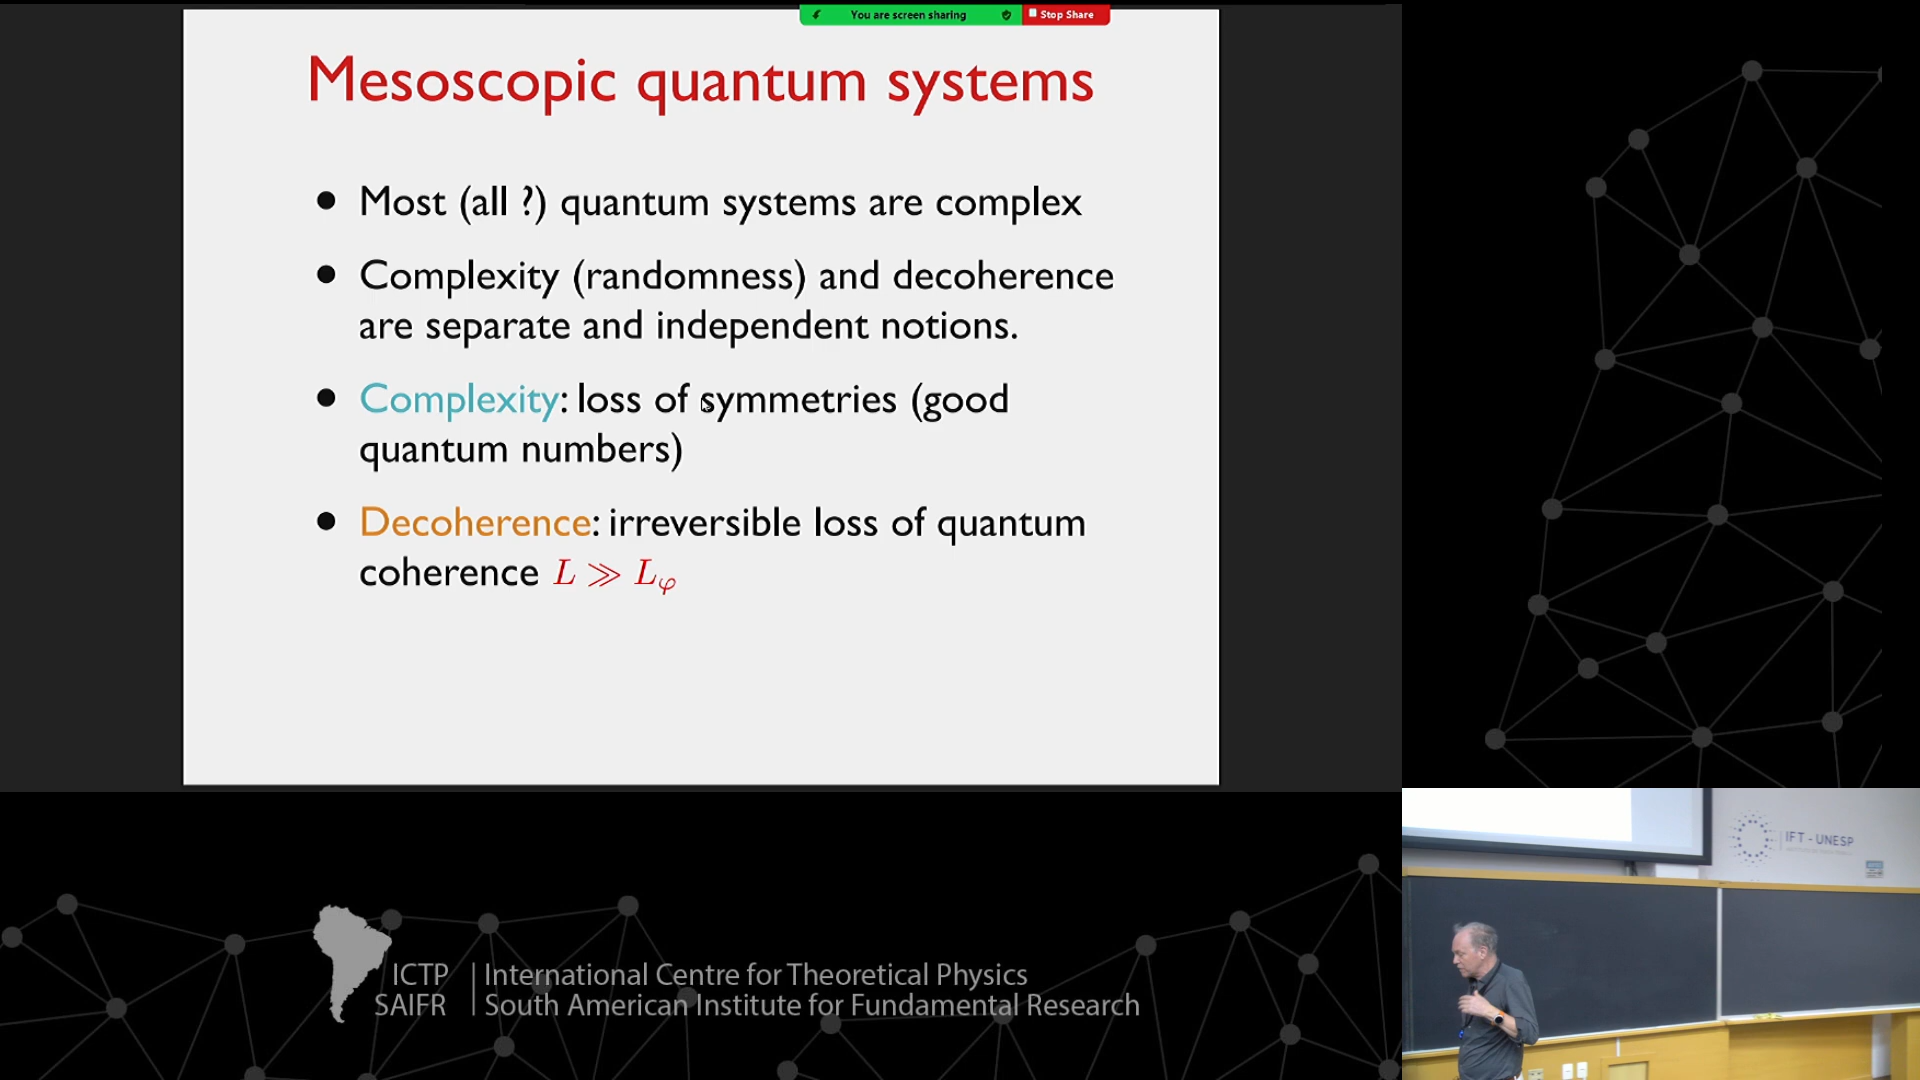 You are screen sharing
Stop Share
Mesoscopic quantum systems
• Most (all ?) quantum systems are complex
• Complexity (randomness) and decoherence
are separate and independent notions.
• Complexity: loss of symmetries (good
quantum numbers)
• Decoherence: irreversible loss of quantum
coherence L ≫ Lφ
IFT - UNESP
ICTP | International Centre for Theoretical Physics
SAIFR | South American Institute for Fundamental Research